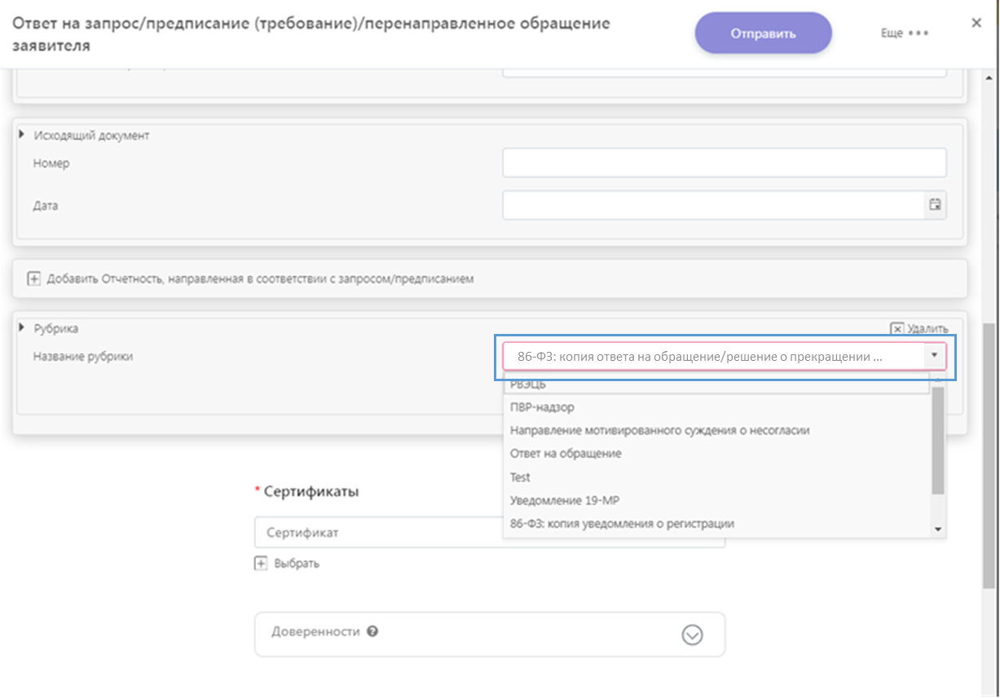 Ответ на запрос/предписание (требование)/перенаправленное обращение
заявителя
Отправить
Еще •••
Исходящий документ
Номер
Дата
Добавить Отчетность, направленная в соответствии с запросом/предписанием
Рубрика
Удалить
Название рубрики
86-ФЗ: копия ответа на обращение/решение о прекращении ...
РВЭЦБ
ПВР-надзор
Направление мотивированного суждения о несогласии
Ответ на обращение
Test
Уведомление 19-МР
86-ФЗ: копия уведомления о регистрации
* Сертификаты
Сертификат
Выбрать
Доверенности ?